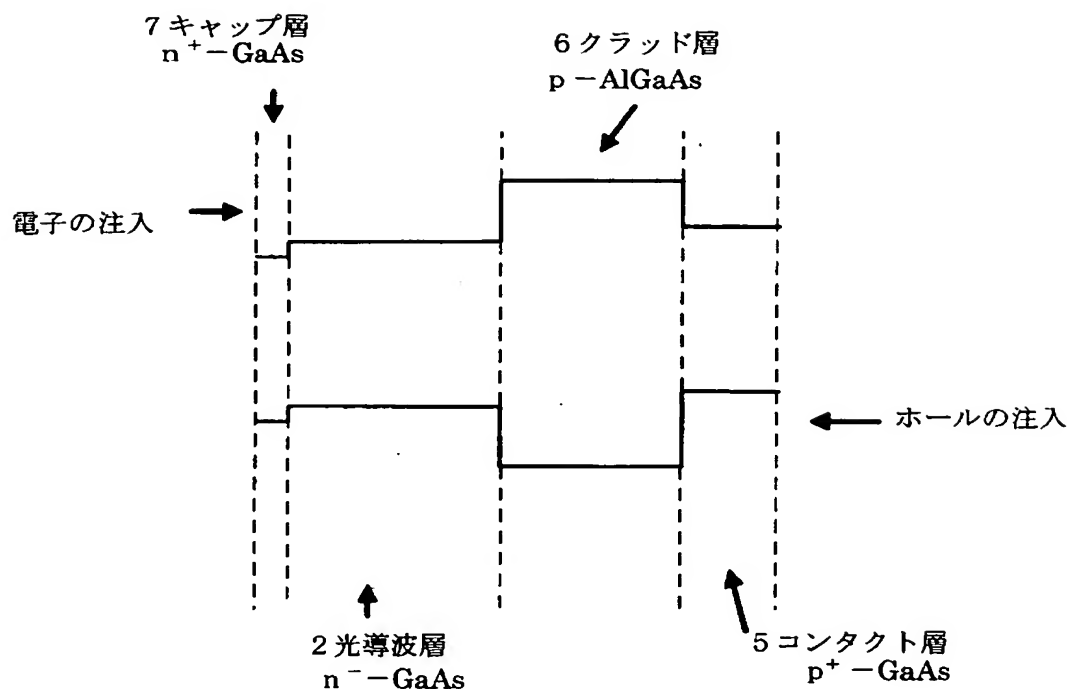 7キャップ層
n⁺－GaAs
6クラッド層
p－AlGaAs
電子の注入
ホールの注入
2光導波層
n⁻－GaAs
5コンタクト層
p⁺－GaAs